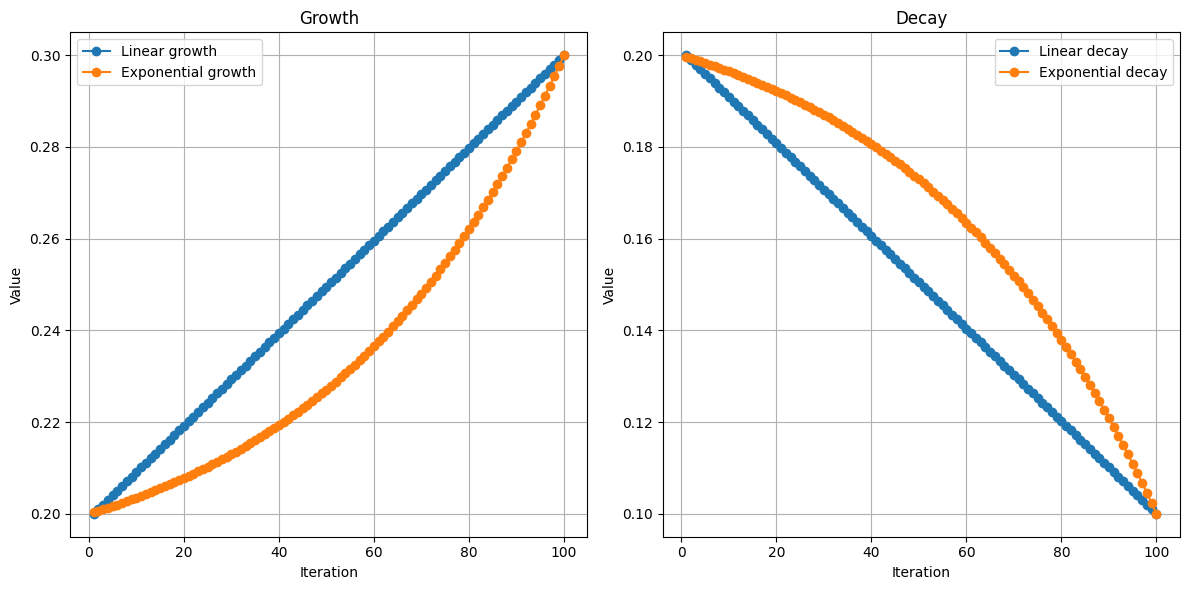 Growth
Linear growth
Exponential growth
Value
0.30
0.28
0.26
0.24
0.22
0.20
0 20 40 60 80 100
Iteration
Decay
Linear decay
Exponential decay
Value
0.20
0.18
0.16
0.14
0.12
0.10
0 20 40 60 80 100
Iteration